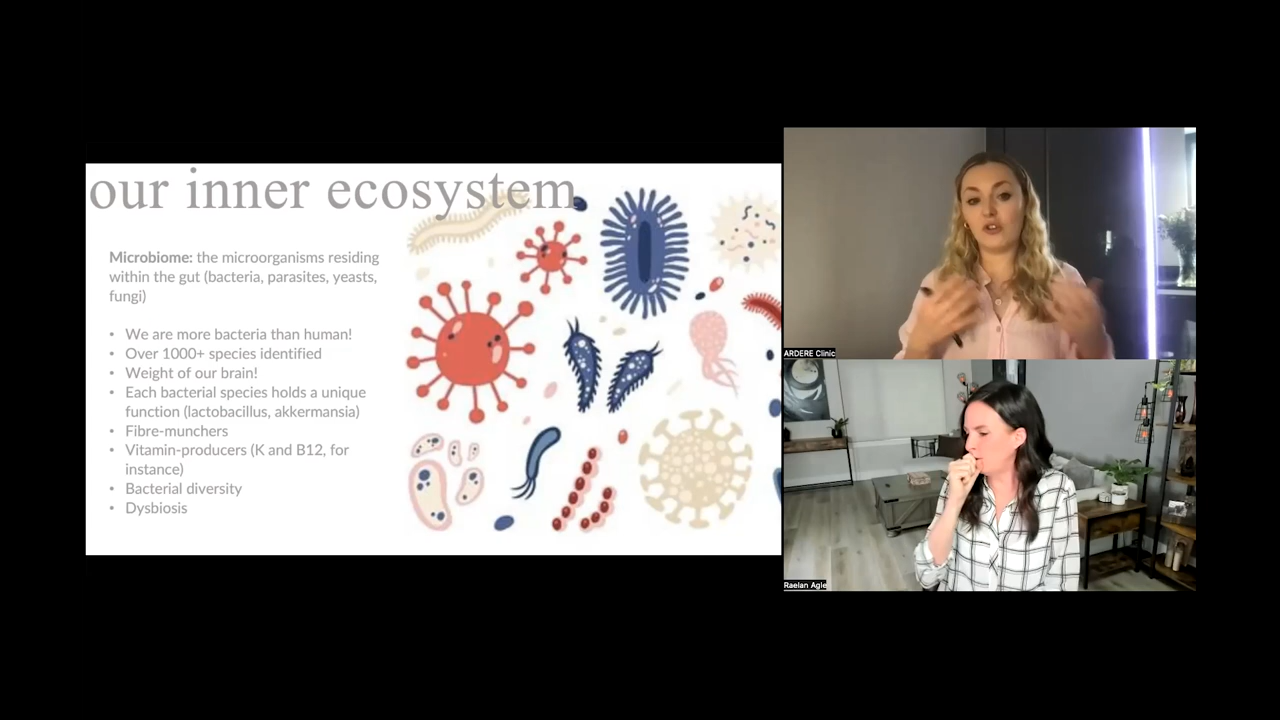 our inner ecosystem
Microbiome: the microorganisms residing
within the gut (bacteria, parasites, yeasts,
fungi)
• We are more bacteria than human!
• Over 1000+ species identified
• Weight of our brain!
• Each bacterial species holds a unique
function (lactobacillus, akkermansia)
• Fibre-munchers
• Vitamin-producers (K and B12, for
instance)
• Bacterial diversity
• Dysbiosis
ARDERE Clinic
Raelan Agle